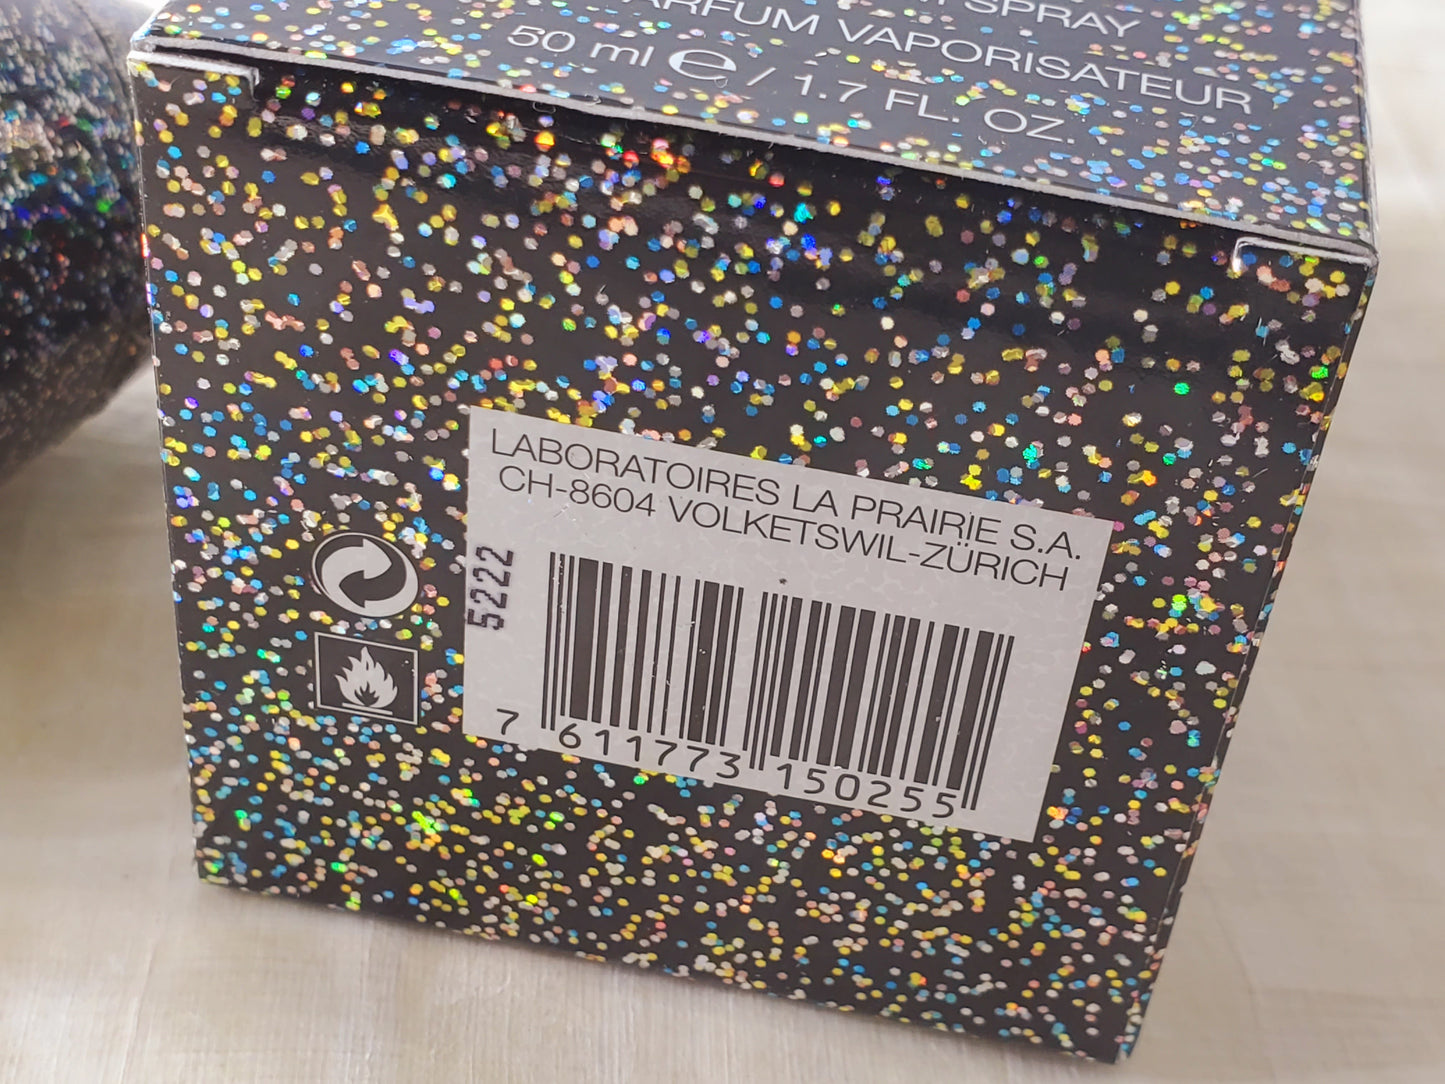 SPRAY
PARFUM VAPORISATEUR
50 ml e / 1.7 FL. OZ.
LABORATOIRES LA PRAIRIE S.A.
CH-8604 VOLKETSWIL-ZÜRICH
5222
7 611773 150255